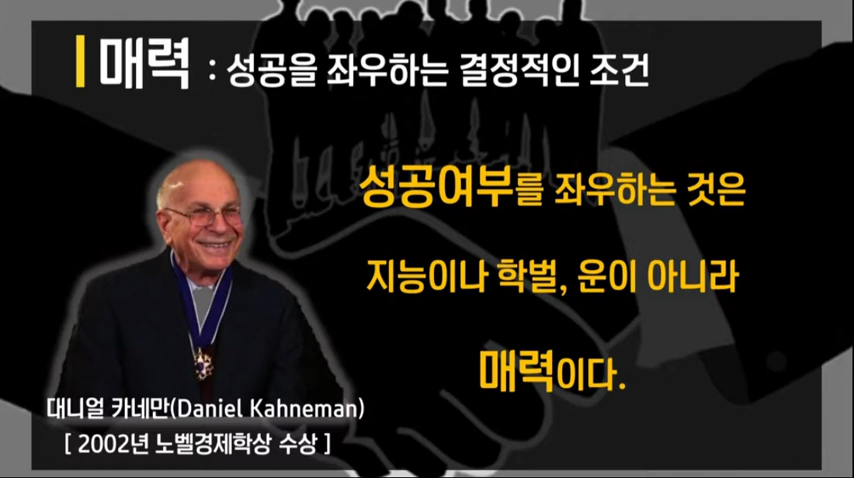 매력 : 성공을 좌우하는 결정적인 조건
성공여부를 좌우하는 것은
지능이나 학벌, 운이 아니라
매력이다.
대니얼 카네만(Daniel Kahneman)
[ 2002년 노벨경제학상 수상 ]